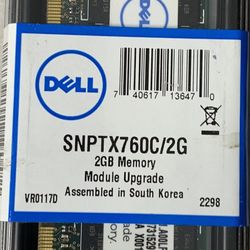 DELL
7 40617 13647 0
SNPTX760C/2G
2GB Memory
Module Upgrade
Assembled in South Korea
VR0117D
2298